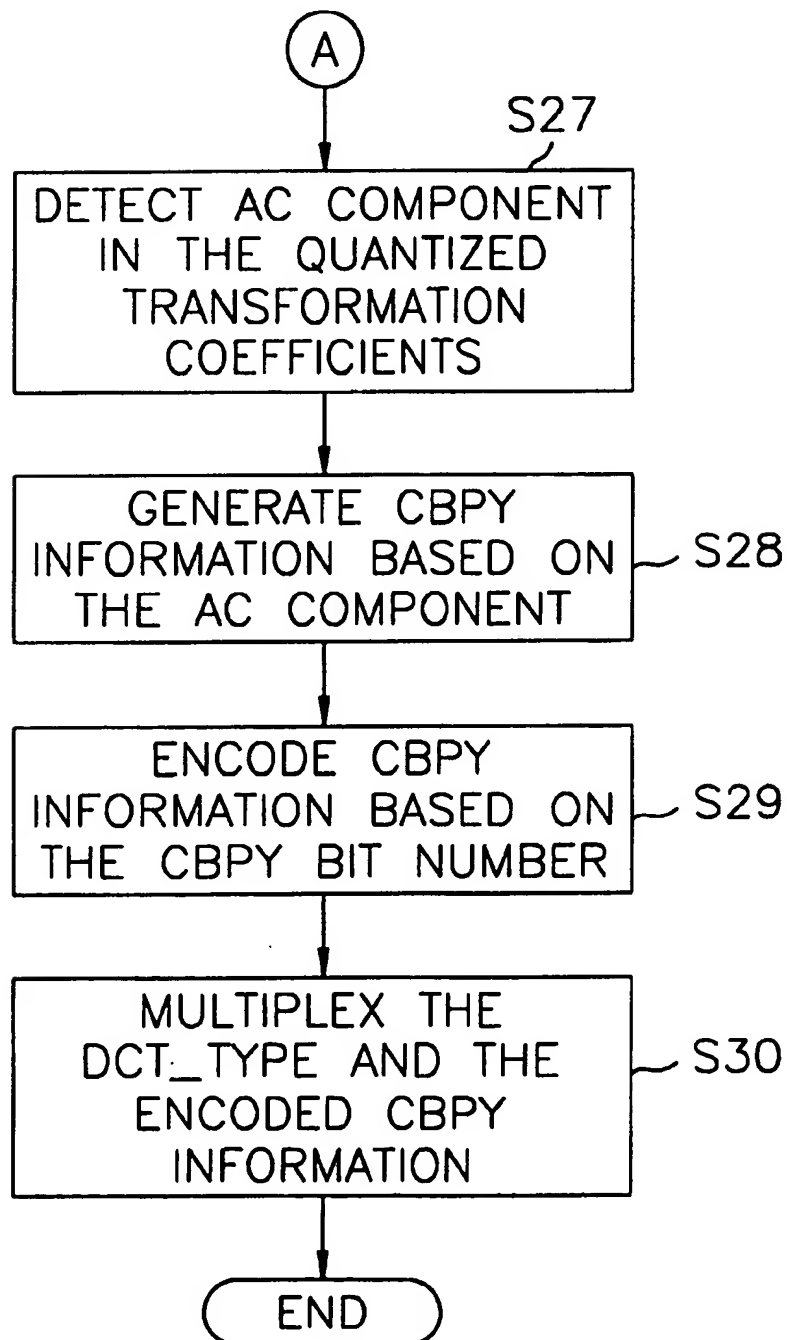 A
S27
DETECT AC COMPONENT
IN THE QUANTIZED
TRANSFORMATION
COEFFICIENTS
GENERATE CBPY
INFORMATION BASED ON
THE AC COMPONENT
S28
ENCODE CBPY
INFORMATION BASED ON
THE CBPY BIT NUMBER
S29
MULTIPLEX THE
DCT_TYPE AND THE
ENCODED CBPY
INFORMATION
S30
END